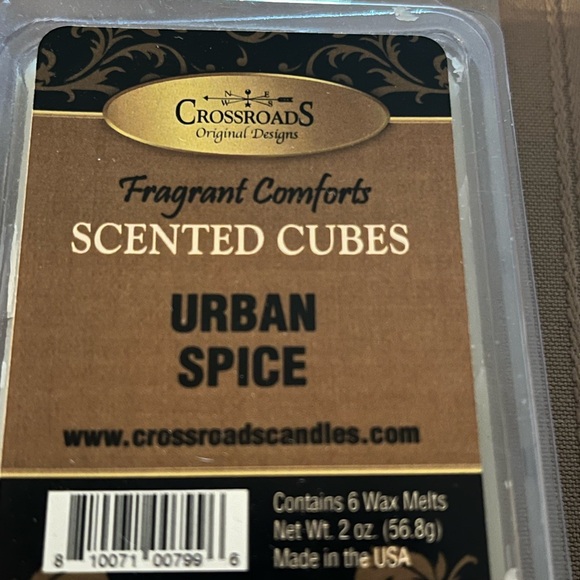 N E
W S
CROSSROADS
Original Designs
Fragrant Comforts
SCENTED CUBES
URBAN
SPICE
www.crossroadscandles.com
Contains 6 Wax Melts
Net Wt. 2 oz. (56.8g)
Made in the USA
8 10071 00799 6